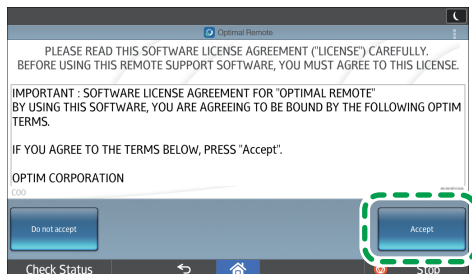 Optimal Remote
PLEASE READ THIS SOFTWARE LICENSE AGREEMENT ("LICENSE") CAREFULLY.
BEFORE USING THIS REMOTE SUPPORT SOFTWARE, YOU MUST AGREE TO THIS LICENSE.
IMPORTANT : SOFTWARE LICENSE AGREEMENT FOR "OPTIMAL REMOTE"
BY USING THIS SOFTWARE, YOU ARE AGREEING TO BE BOUND BY THE FOLLOWING OPTIM
TERMS.
IF YOU AGREE TO THE TERMS BELOW, PRESS "Accept".
OPTIM CORPORATION
Do not accept
Accept
Check Status
Stop